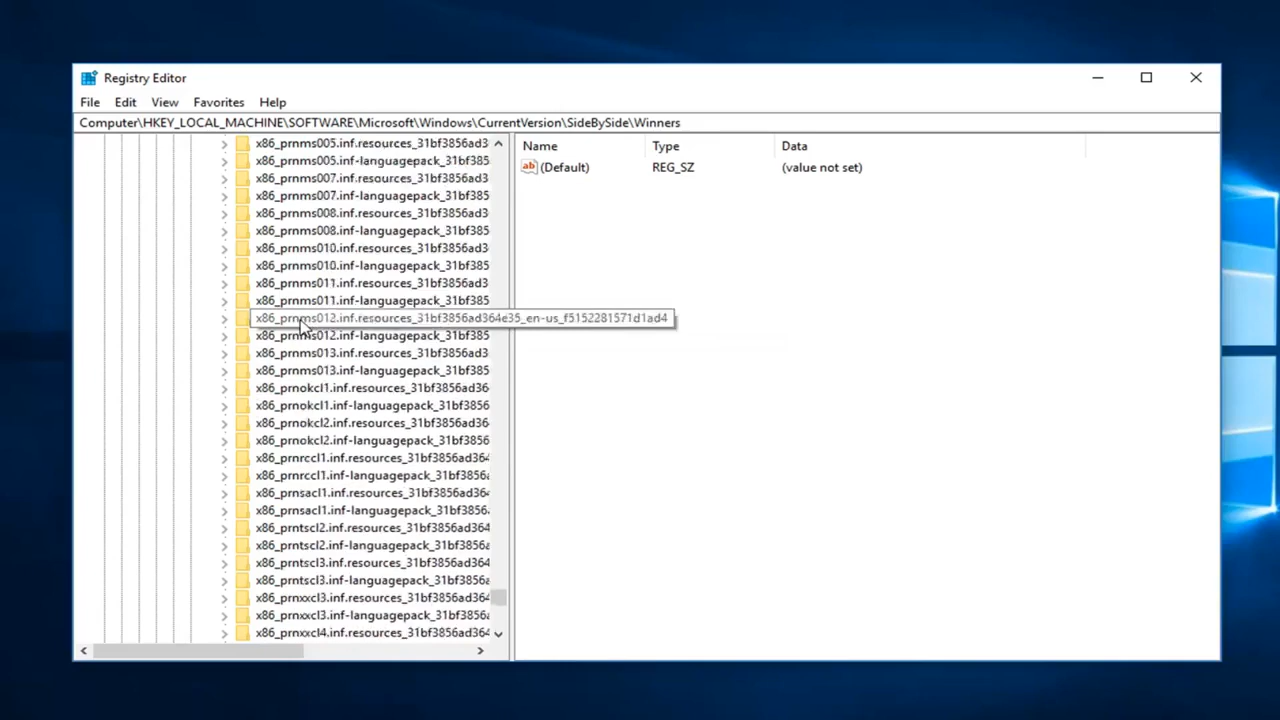 Registry Editor
File Edit View Favorites Help
Computer\HKEY_LOCAL_MACHINE\SOFTWARE\Microsoft\Windows\CurrentVersion\SideBySide\Winners
Name Type Data
ab (Default) REG_SZ (value not set)
x86_prnms005.inf.resources_31bf3856ad3
x86_prnms005.inf-languagepack_31bf385
x86_prnms007.inf.resources_31bf3856ad3
x86_prnms007.inf-languagepack_31bf385
x86_prnms008.inf.resources_31bf3856ad3
x86_prnms008.inf-languagepack_31bf385
x86_prnms010.inf.resources_31bf3856ad3
x86_prnms010.inf-languagepack_31bf385
x86_prnms011.inf.resources_31bf3856ad3
x86_prnms011.inf-languagepack_31bf385
x86_prnms012.inf.resources_31bf3856ad364e35_en-us_f5152281571d1ad4
x86_prnms012.inf-languagepack_31bf385
x86_prnms013.inf.resources_31bf3856ad3
x86_prnms013.inf-languagepack_31bf385
x86_prnokcl1.inf.resources_31bf3856ad36
x86_prnokcl1.inf-languagepack_31bf3856
x86_prnokcl2.inf.resources_31bf3856ad36
x86_prnokcl2.inf-languagepack_31bf3856
x86_prnrccl1.inf.resources_31bf3856ad364
x86_prnrccl1.inf-languagepack_31bf3856
x86_prnsacl1.inf.resources_31bf3856ad364
x86_prnsacl1.inf-languagepack_31bf3856
x86_prntscl2.inf.resources_31bf3856ad364
x86_prntscl2.inf-languagepack_31bf3856a
x86_prntscl3.inf.resources_31bf3856ad364
x86_prntscl3.inf-languagepack_31bf3856a
x86_prnxxcl3.inf.resources_31bf3856ad364
x86_prnxxcl3.inf-languagepack_31bf3856
x86_prnxxcl4.inf.resources_31bf3856ad364